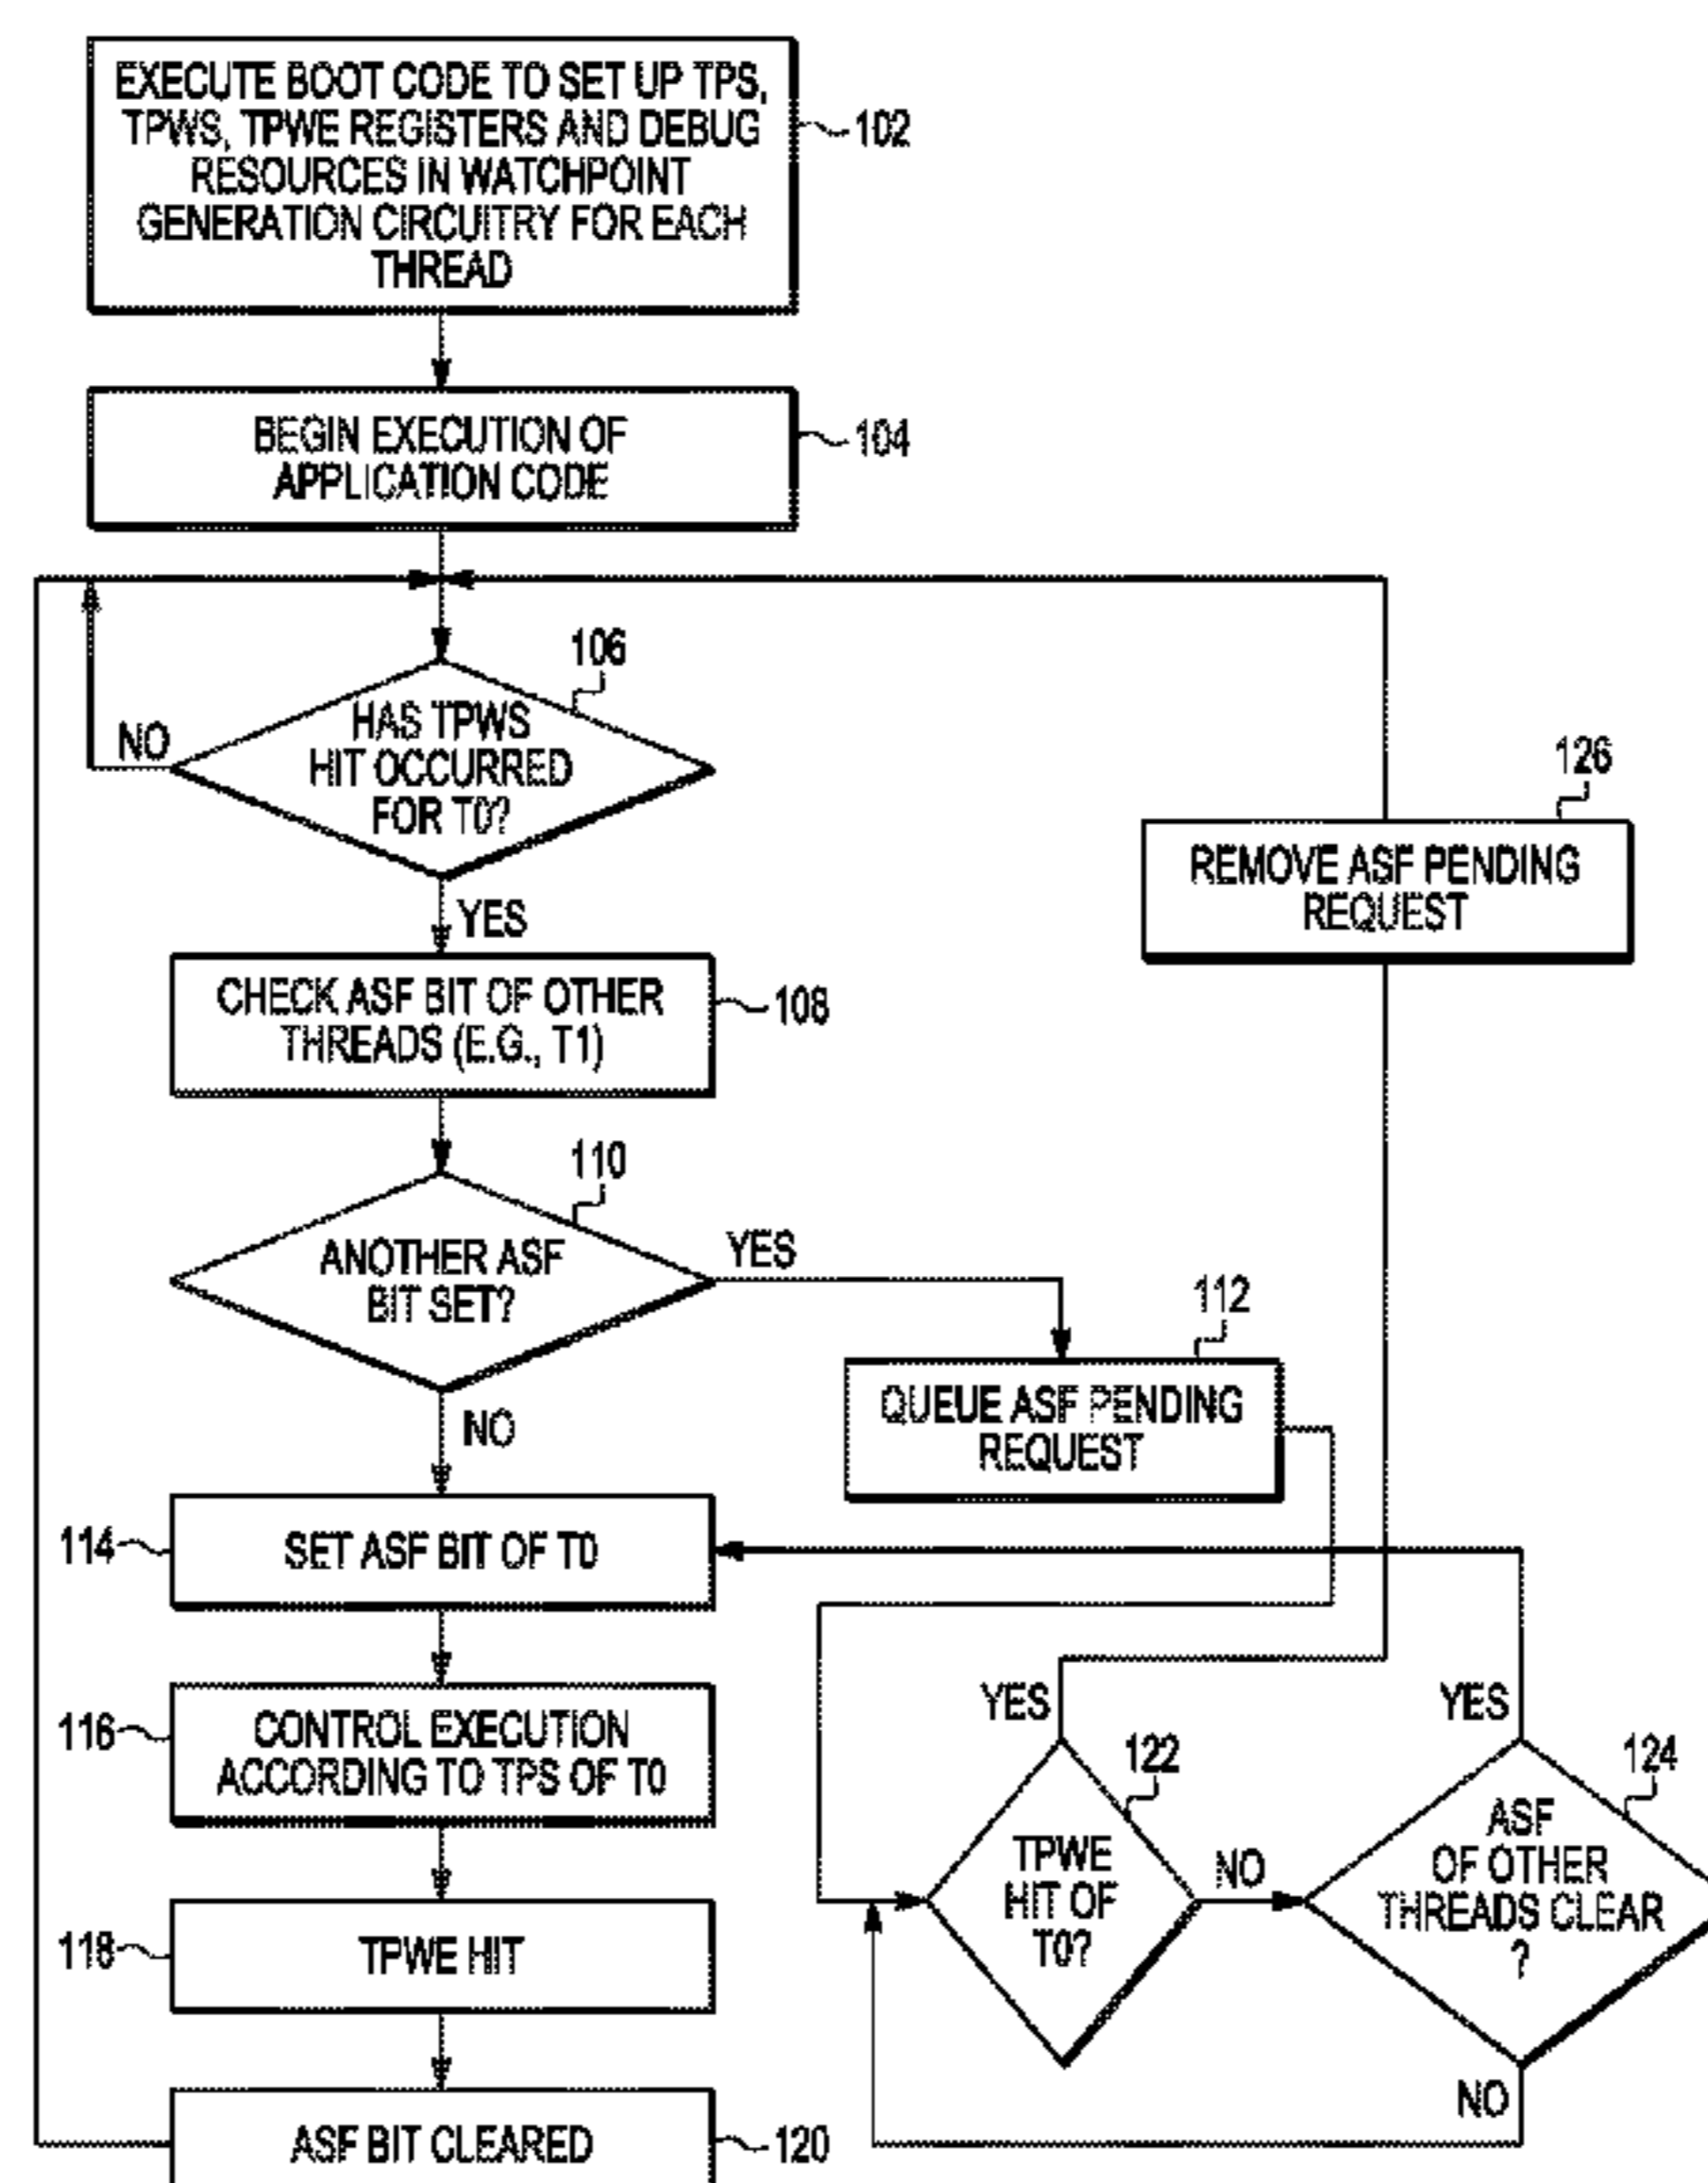 EXECUTE BOOT CODE TO SET UP TPS,
TPWS, TPWE REGISTERS AND DEBUG
RESOURCES IN WATCHPOINT
GENERATION CIRCUITRY FOR EACH
THREAD
102
BEGIN EXECUTION OF
APPLICATION CODE
104
106
HAS TPWS
HIT OCCURRED
FOR T0?
NO
YES
126
REMOVE ASF PENDING
REQUEST
CHECK ASF BIT OF OTHER
THREADS (E.G., T1)
108
110
ANOTHER ASF
BIT SET?
YES
NO
112
QUEUE ASF PENDING
REQUEST
114
SET ASF BIT OF T0
116
CONTROL EXECUTION
ACCORDING TO TPS OF T0
YES
122
TPWE
HIT OF
T0?
NO
YES
124
ASF
OF OTHER
THREADS CLEAR
?
NO
118
TPWE HIT
ASF BIT CLEARED
120